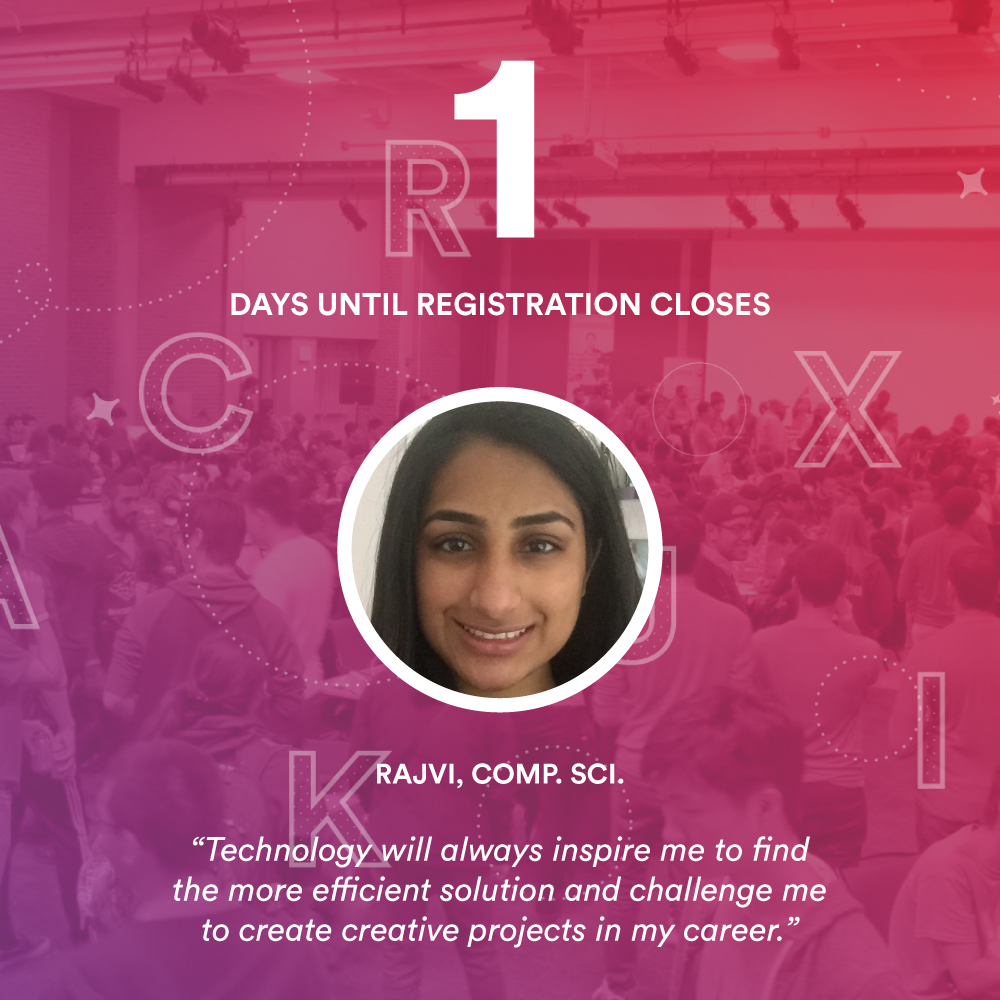 1
R
DAYS UNTIL REGISTRATION CLOSES
C
X
A
U
I
K
RAJVI, COMP. SCI.
“Technology will always inspire me to find
the more efficient solution and challenge me
to create creative projects in my career.”